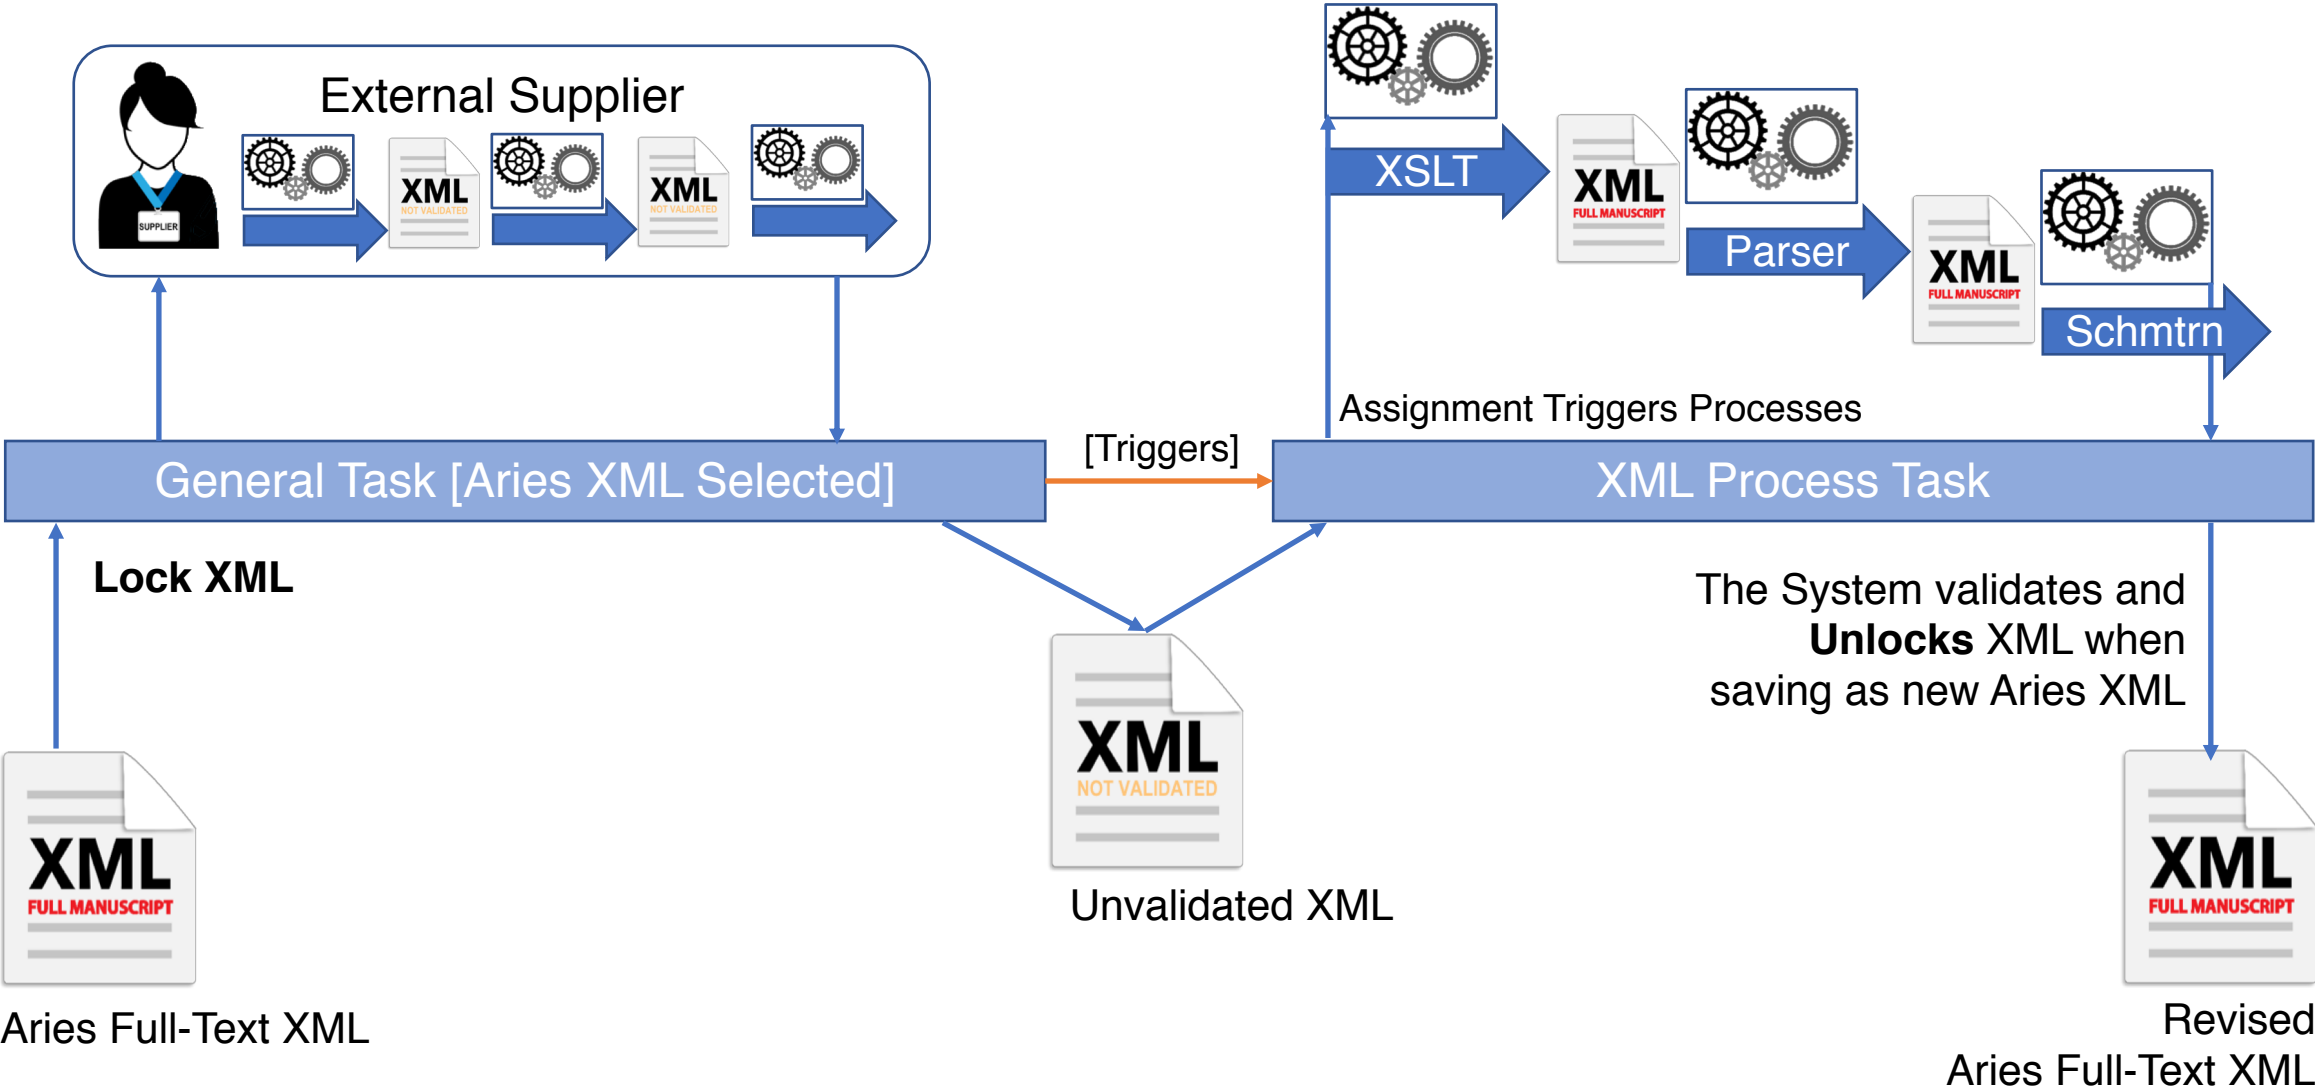 External Supplier
SUPPLIER
XML
NOT VALIDATED
XML
NOT VALIDATED
XSLT
XML
FULL MANUSCRIPT
Parser
XML
FULL MANUSCRIPT
Schmtrn
Assignment Triggers Processes
General Task [Aries XML Selected]
[Triggers]
XML Process Task
Lock XML
The System validates and
Unlocks XML when
saving as new Aries XML
XML
NOT VALIDATED
Unvalidated XML
XML
FULL MANUSCRIPT
Aries Full-Text XML
XML
FULL MANUSCRIPT
Revised
Aries Full-Text XML